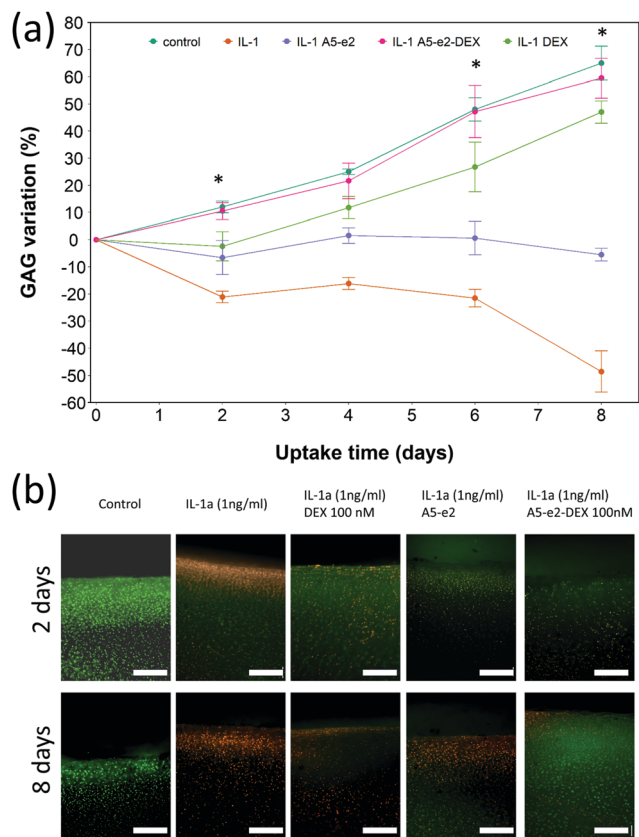 (a)
control IL-1 IL-1 A5-e2 IL-1 A5-e2-DEX IL-1 DEX
80
70
60
50
40
30
20
10
0
-10
-20
-30
-40
-50
-60
GAG variation (%)
* * *
0 1 2 3 4 5 6 7 8
Uptake time (days)
(b)
Control
IL-1a (1ng/ml)
IL-1a (1ng/ml)
DEX 100 nM
IL-1a (1ng/ml)
A5-e2
IL-1a (1ng/ml)
A5-e2-DEX 100nM
2 days
8 days